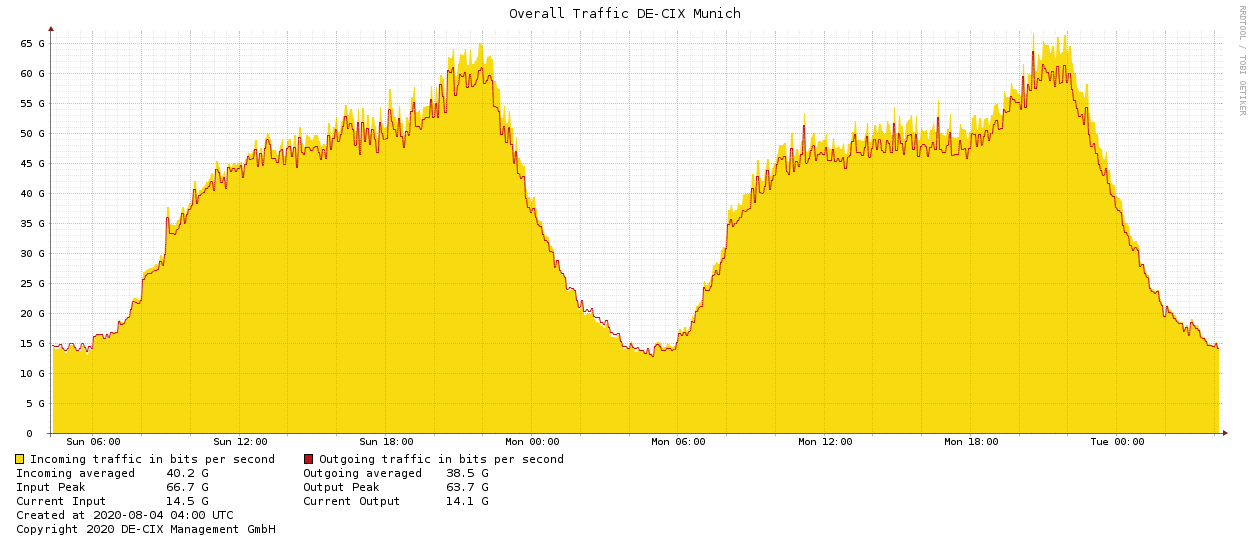 Overall Traffic DE-CIX Munich
RRDTOOL / TOBI OETIKER
65 G
60 G
55 G
50 G
45 G
40 G
35 G
30 G
25 G
20 G
15 G
10 G
5 G
0
Sun 06:00 Sun 12:00 Sun 18:00 Mon 00:00 Mon 06:00 Mon 12:00 Mon 18:00 Tue 00:00
Incoming traffic in bits per second Outgoing traffic in bits per second
Incoming averaged 40.2 G Outgoing averaged 38.5 G
Input Peak 66.7 G Output Peak 63.7 G
Current Input 14.5 G Current Output 14.1 G
Created at 2020-08-04 04:00 UTC
Copyright 2020 DE-CIX Management GmbH